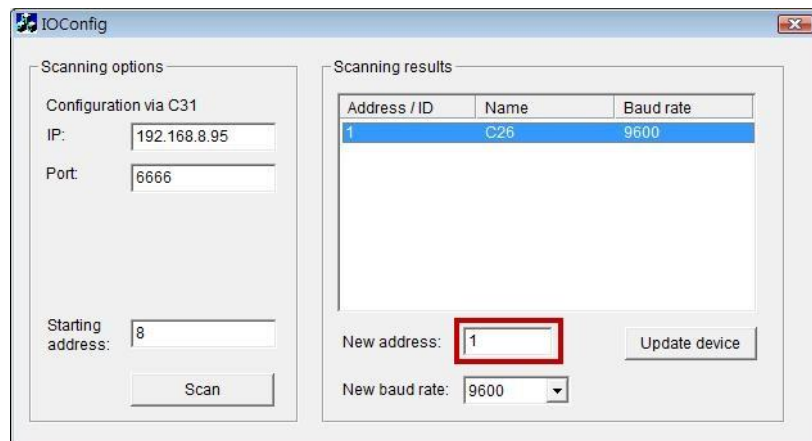 IOConfig
Scanning options
Configuration via C31
IP: 192.168.8.95
Port: 6666
Starting address: 8
Scan
Scanning results
Address / ID Name Baud rate
1 C26 9600
New address: 1
Update device
New baud rate: 9600